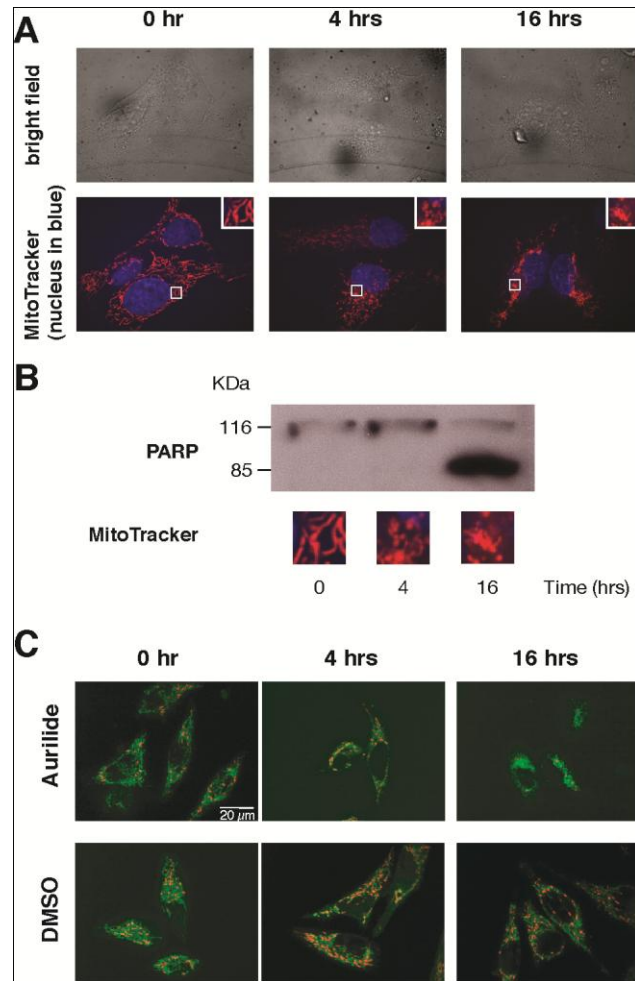 A
0 hr 4 hrs 16 hrs
bright field
MitoTracker
(nucleus in blue)
B
KDa
116
PARP
85
MitoTracker
0 4 16 Time (hrs)
C
0 hr 4 hrs 16 hrs
Aurilide
20 µm
DMSO